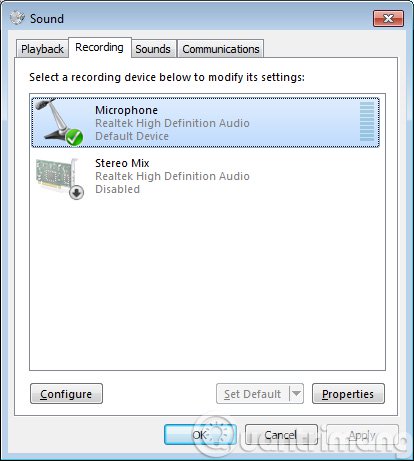 Sound
Playback Recording Sounds Communications
Select a recording device below to modify its settings:
Microphone
Realtek High Definition Audio
Default Device
Stereo Mix
Realtek High Definition Audio
Disabled
Configure Set Default Properties
OK Cancel Apply
Quantrimang